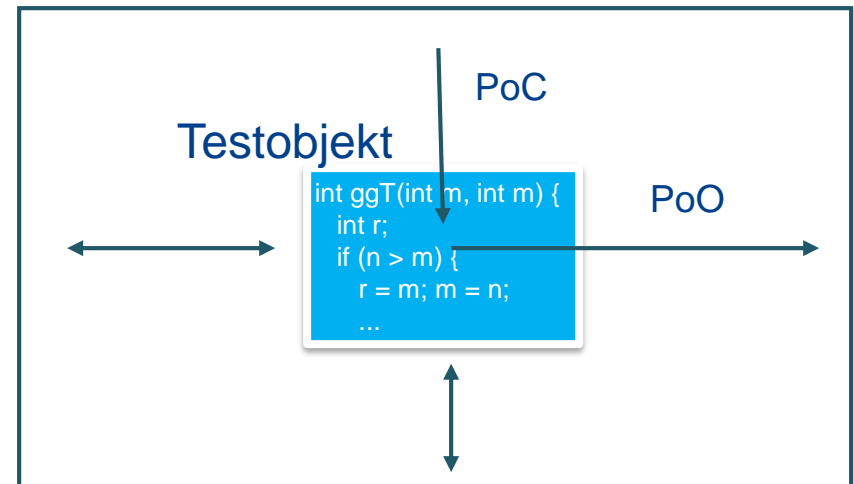 PoC
Testobjekt
int ggT(int m, int m) {
int r;
if (n > m) {
r = m; m = n;
...
PoO